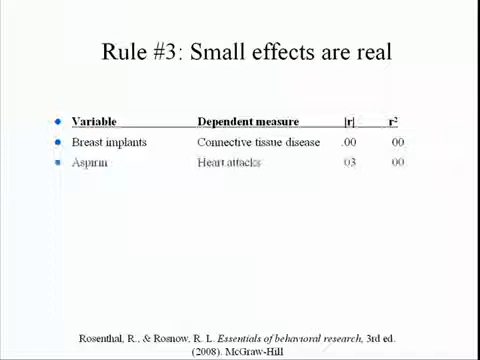 Rule #3: Small effects are real
Variable Dependent measure |r| r²
Breast implants Connective tissue disease .00 00
Aspirin Heart attacks 03 00
Rosenthal, R., & Rosnow, R. L. Essentials of behavioral research, 3rd ed.
(2008). McGraw-Hill